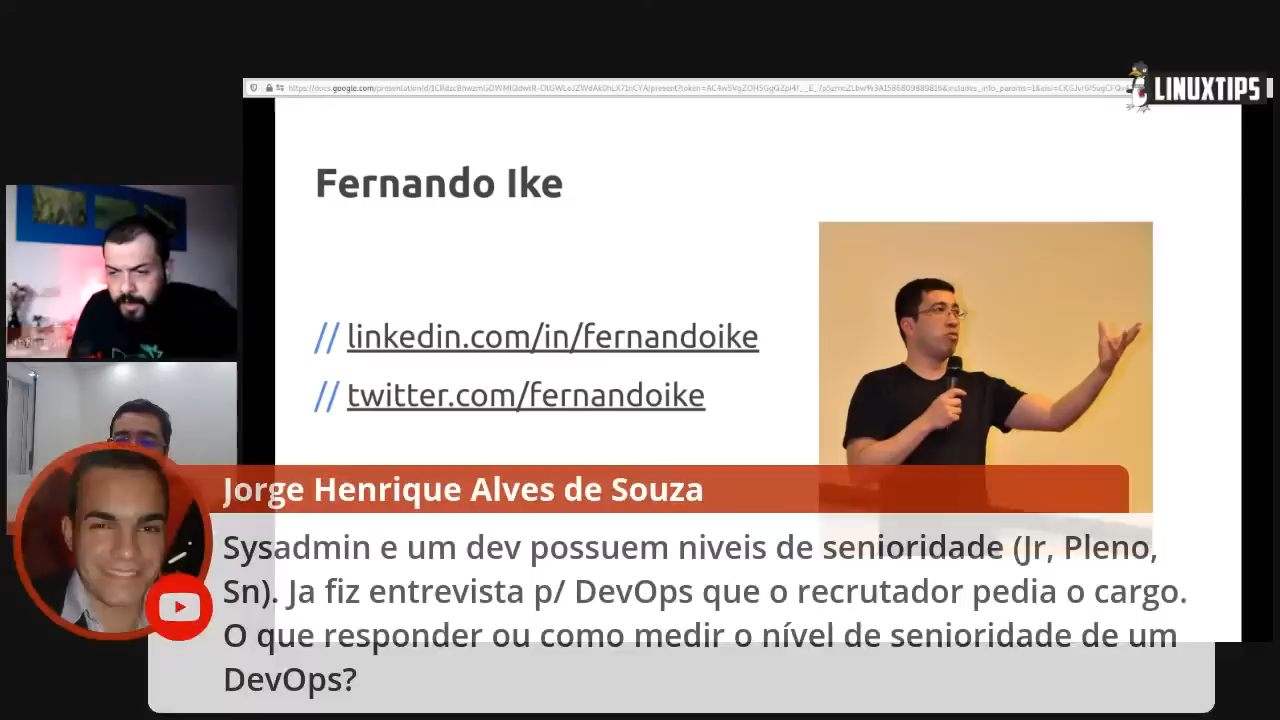 LINUXTIPS
Fernando Ike
// linkedin.com/in/fernandoike
// twitter.com/fernandoike
Jorge Henrique Alves de Souza
Sysadmin e um dev possuem niveis de senioridade (Jr, Pleno,
Sn). Ja fiz entrevista p/ DevOps que o recrutador pedia o cargo.
O que responder ou como medir o nível de senioridade de um
DevOps?